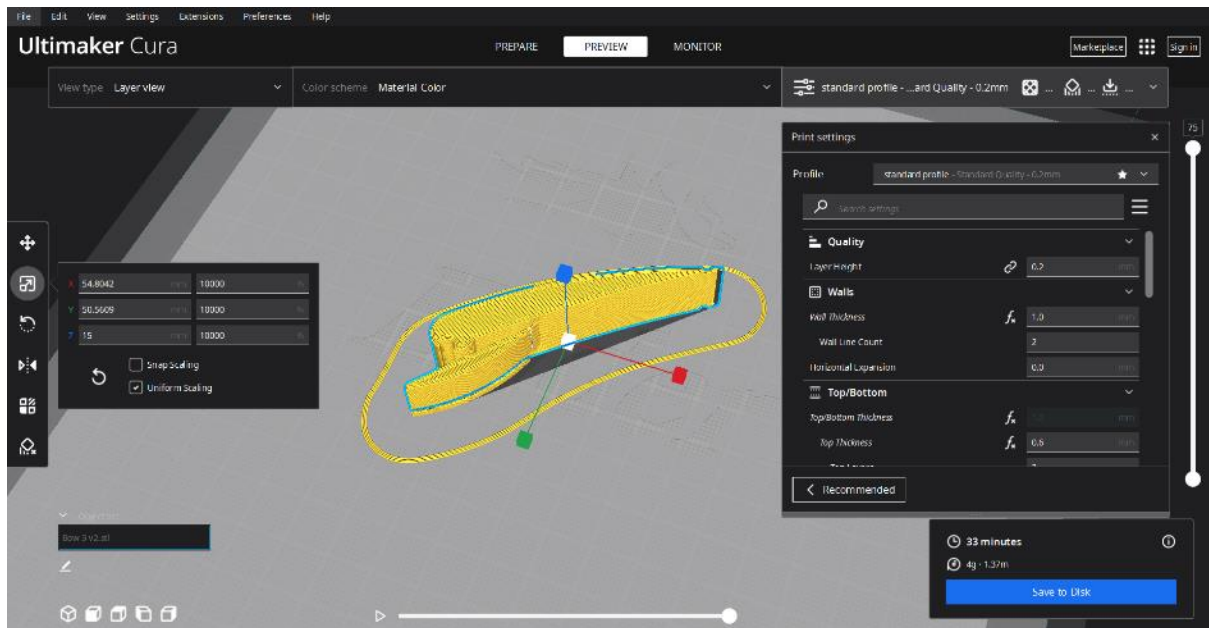 File Edit View Settings Extensions Preferences Help
Ultimaker Cura
PREPARE PREVIEW MONITOR
Marketplace Sign in
View type Layer view
Color scheme Material Color
standard profile - ...ard Quality - 0.2mm ... ... ...
75
Print settings
Profile standard profile - Standard Quality - 0.2mm
Search settings
Quality
Layer Height 0.2 mm
Walls
Wall Thickness 1.0 mm
Wall Line Count 2
Horizontal Expansion 0.0 mm
Top/Bottom
Top/Bottom Thickness mm
Top Thickness 0.6 mm
Top Layers
Recommended
X 54.8042 mm 10000 %
Y 50.5609 mm 10000 %
Z 15 mm 10000 %
Snap Scaling
Uniform Scaling
Bow 3 v2.stl
33 minutes
4g · 1.37m
Save to Disk